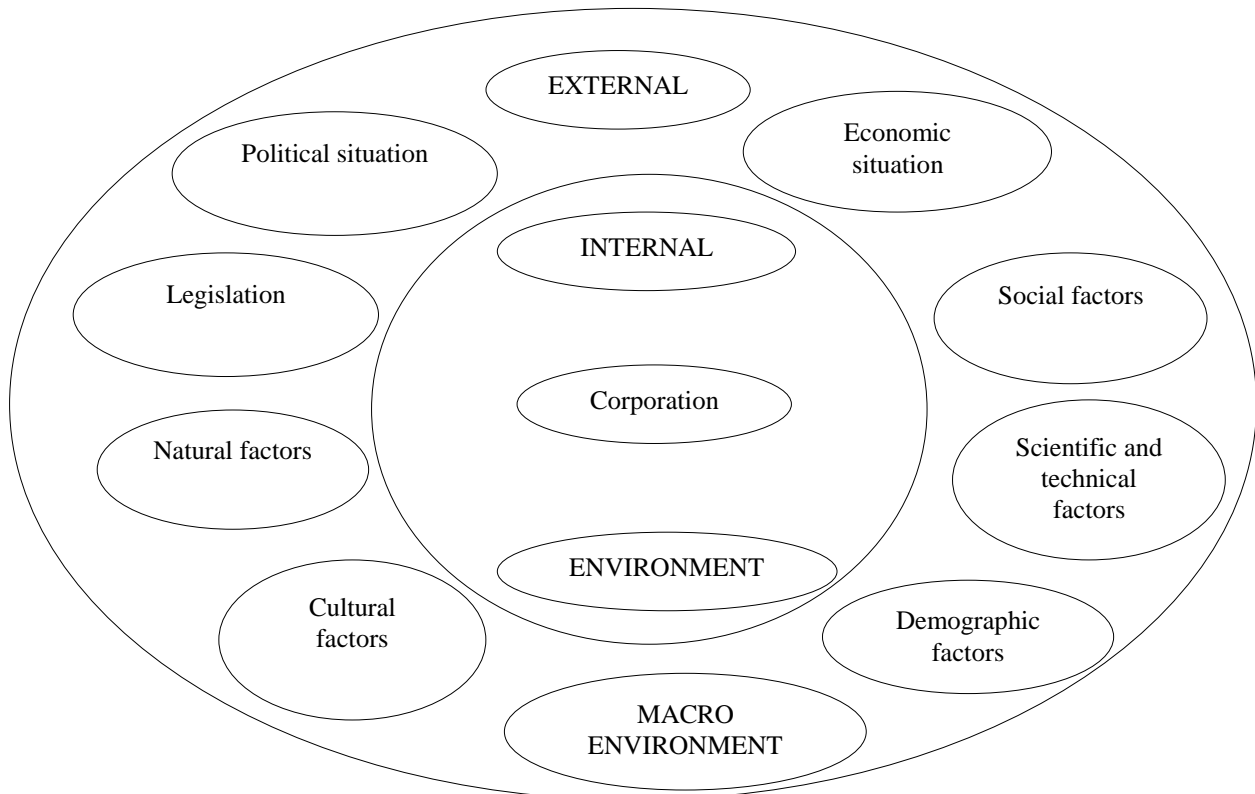 EXTERNAL
Political situation
Economic
situation
INTERNAL
Legislation
Social factors
Corporation
Natural factors
Scientific and
technical
factors
ENVIRONMENT
Cultural
factors
Demographic
factors
MACRO
ENVIRONMENT